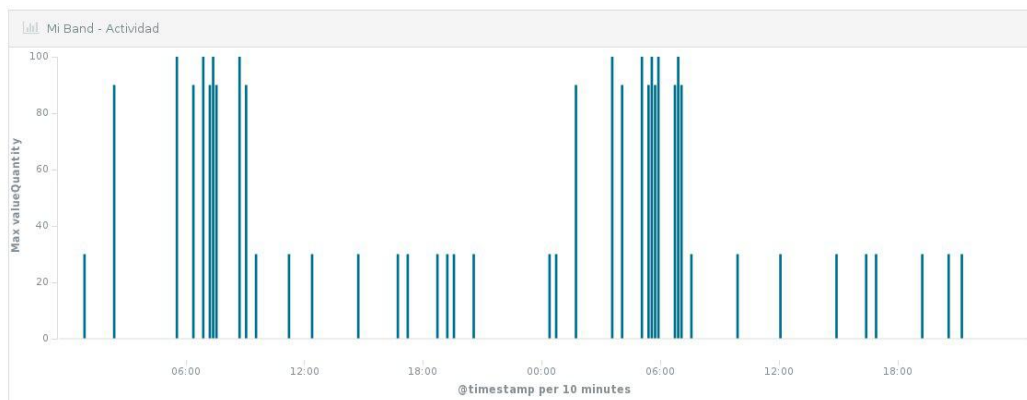 Mi Band - Actividad
100
80
60
40
20
0
Max valueQuantity
06:00 12:00 18:00 00:00 06:00 12:00 18:00
@timestamp per 10 minutes